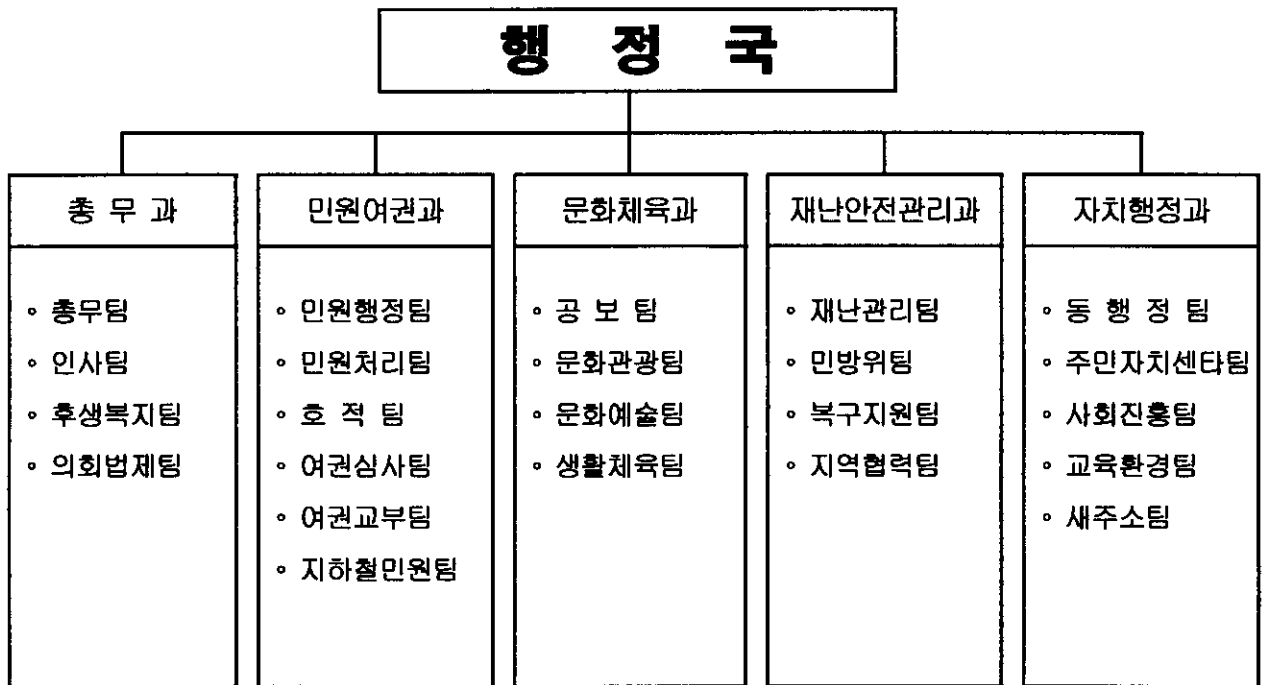 행 정 국
총 무 과
◦ 총무팀
◦ 인사팀
◦ 후생복지팀
◦ 의회법제팀
민원여권과
◦ 민원행정팀
◦ 민원처리팀
◦ 호 적 팀
◦ 여권심사팀
◦ 여권교부팀
◦ 지하철민원팀
문화체육과
◦ 공 보 팀
◦ 문화관광팀
◦ 문화예술팀
◦ 생활체육팀
재난안전관리과
◦ 재난관리팀
◦ 민방위팀
◦ 복구지원팀
◦ 지역협력팀
자치행정과
◦ 동 행 정 팀
◦ 주민자치센타팀
◦ 사회진흥팀
◦ 교육환경팀
◦ 새주소팀